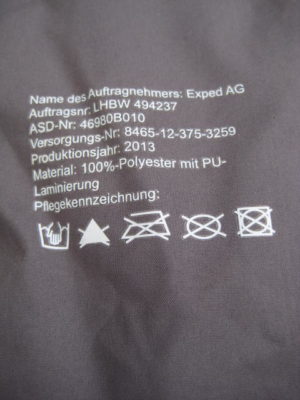 Name des Auftragnehmers: Exped AG
Auftragsnr: LHBW 494237
ASD-Nr: 46980B010
Versorgungs-Nr: 8465-12-375-3259
Produktionsjahr: 2013
Material: 100%-Polyester mit PU-
Laminierung
Pflegekennzeichnung: